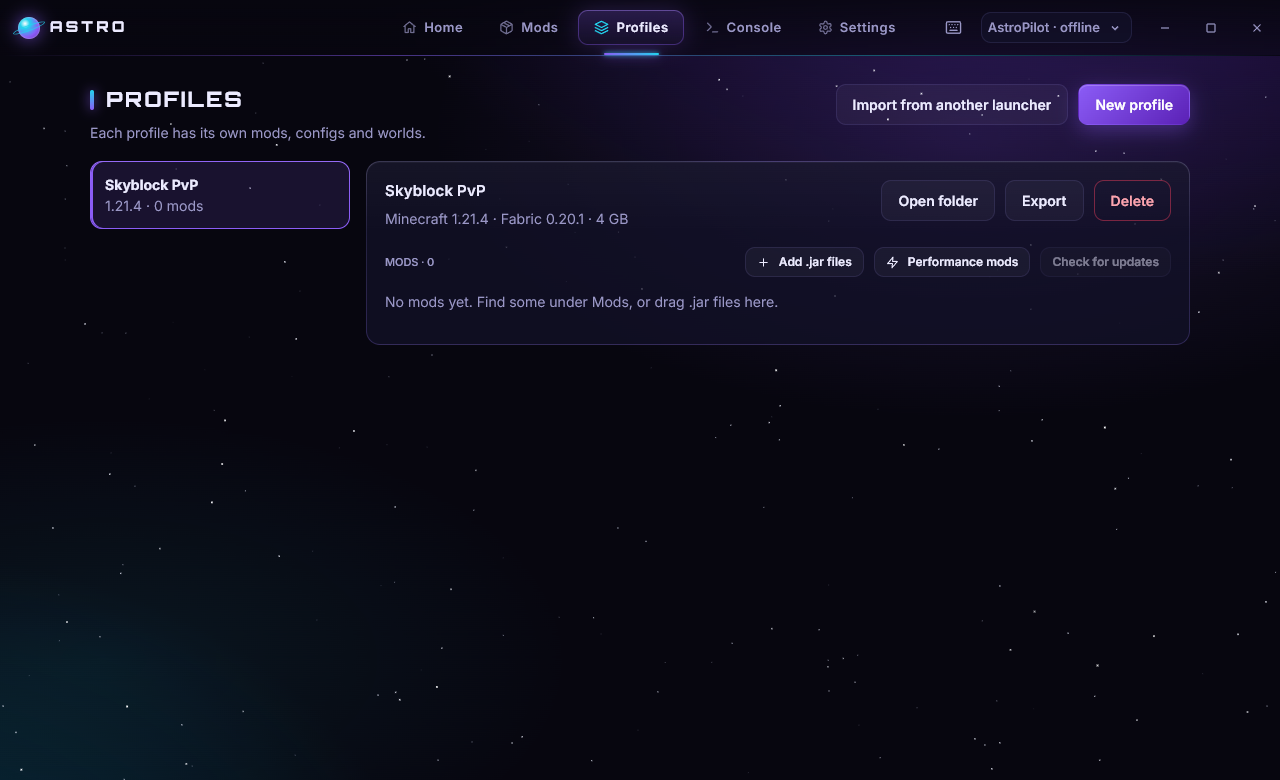 ASTRO
Home
Mods
Profiles
Console
Settings
AstroPilot · offline
PROFILES
Each profile has its own mods, configs and worlds.
Import from another launcher
New profile
Skyblock PvP
1.21.4 · 0 mods
Skyblock PvP
Minecraft 1.21.4 · Fabric 0.20.1 · 4 GB
Open folder
Export
Delete
MODS · 0
Add .jar files
Performance mods
Check for updates
No mods yet. Find some under Mods, or drag .jar files here.